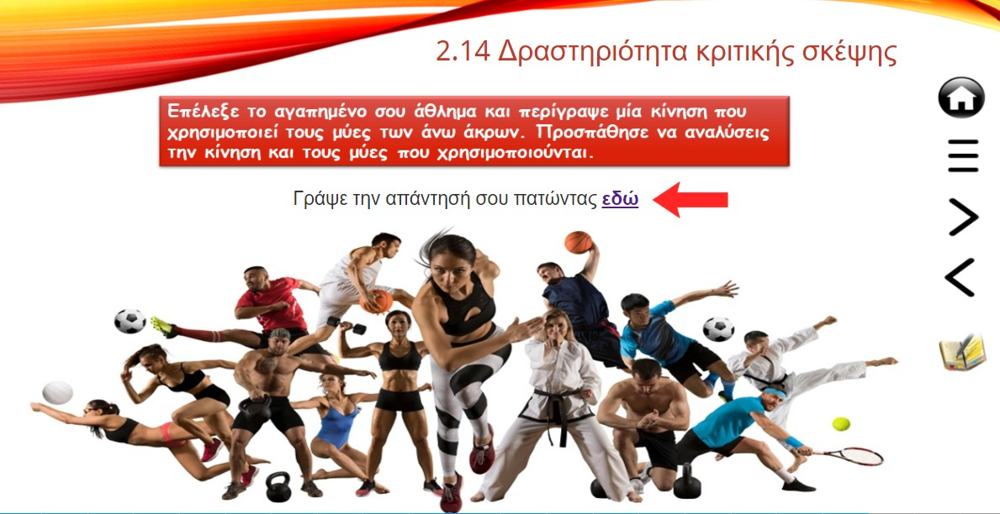 2.14 Δραστηριότητα κριτικής σκέψης
Επέλεξε το αγαπημένο σου άθλημα και περίγραψε μία κίνηση που
χρησιμοποιεί τους μύες των άνω άκρων. Προσπάθησε να αναλύσεις
την κίνηση και τους μύες που χρησιμοποιούνται.
Γράψε την απάντησή σου πατώντας εδώ